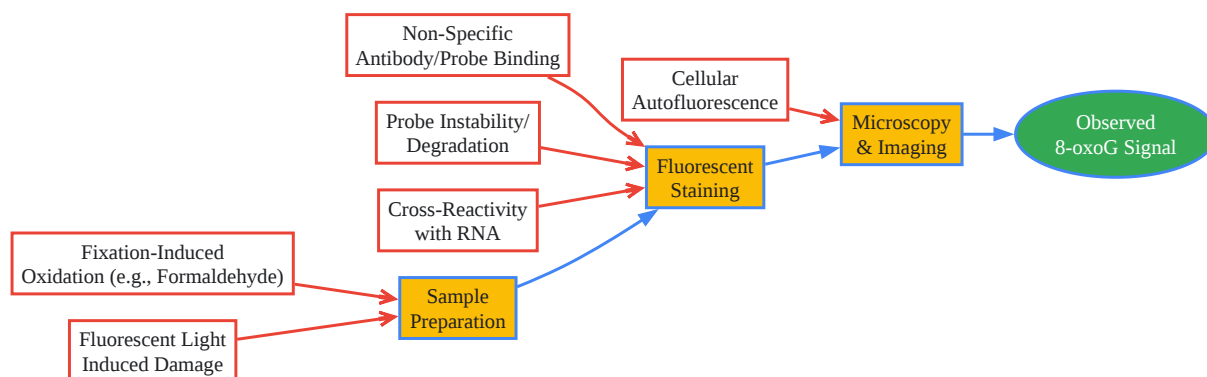 Non-Specific
Antibody/Probe Binding
Cellular
Autofluorescence
Probe Instability/
Degradation
Microscopy
& Imaging
Observed
8-oxoG Signal
Fluorescent
Staining
Cross-Reactivity
with RNA
Fixation-Induced
Oxidation (e.g., Formaldehyde)
Sample
Preparation
Fluorescent Light
Induced Damage